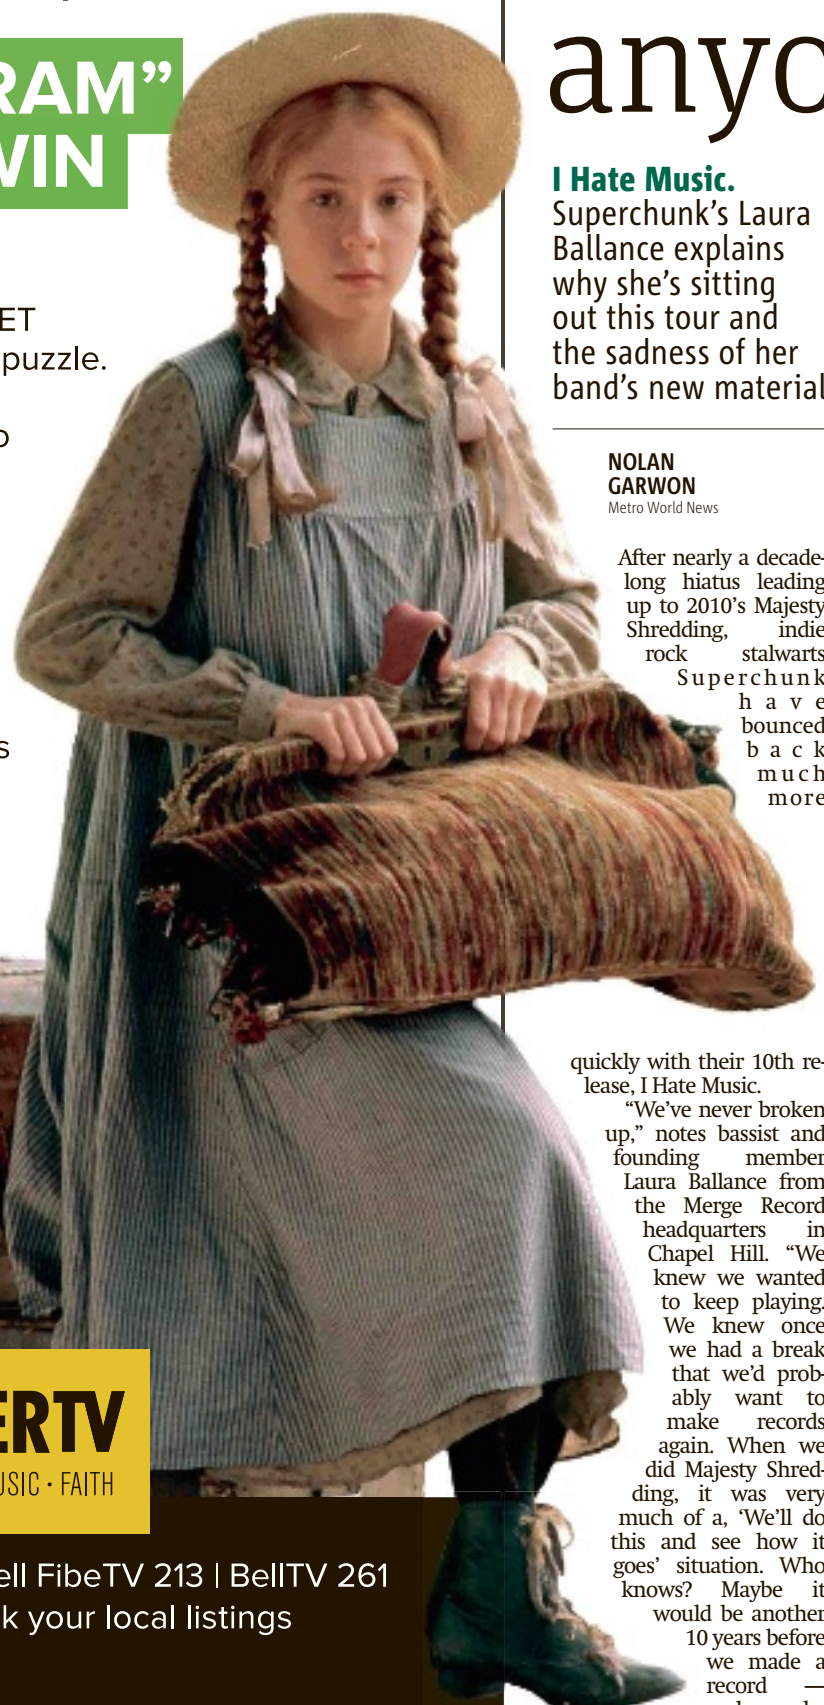 RAM”
WIN
ET
puzzle.
s
ERTV
USIC · FAITH
ell FibeTV 213 | BellTV 261
k your local listings
anyo
I Hate Music.
Superchunk’s Laura
Ballance explains
why she’s sitting
out this tour and
the sadness of her
band’s new material
NOLAN
GARWON
Metro World News
After nearly a decade-
long hiatus leading
up to 2010’s Majesty
Shredding, indie
rock stalwarts
Superchunk
have
bounced
back
much
more
quickly with their 10th re-
lease, I Hate Music.
“We’ve never broken
up,” notes bassist and
founding member
Laura Ballance from
the Merge Record
headquarters in
Chapel Hill. “We
knew we wanted
to keep playing.
We knew once
we had a break
that we’d prob-
ably want to
make records
again. When we
did Majesty Shred-
ding, it was very
much of a, ‘We’ll do
this and see how it
goes’ situation. Who
knows? Maybe it
would be another
10 years before
we made a
record —